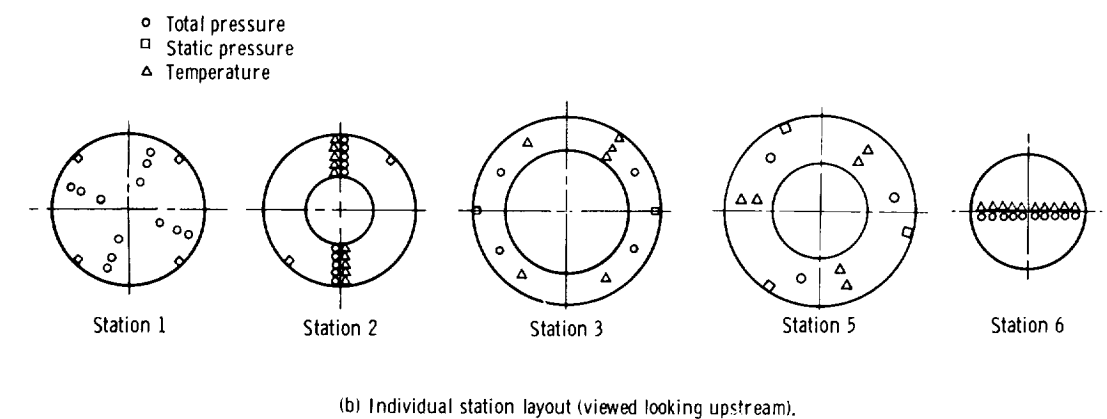 Total pressure
Static pressure
Temperature
Station 1
Station 2
Station 3
Station 5
Station 6
(b) Individual station layout (viewed looking upstream).